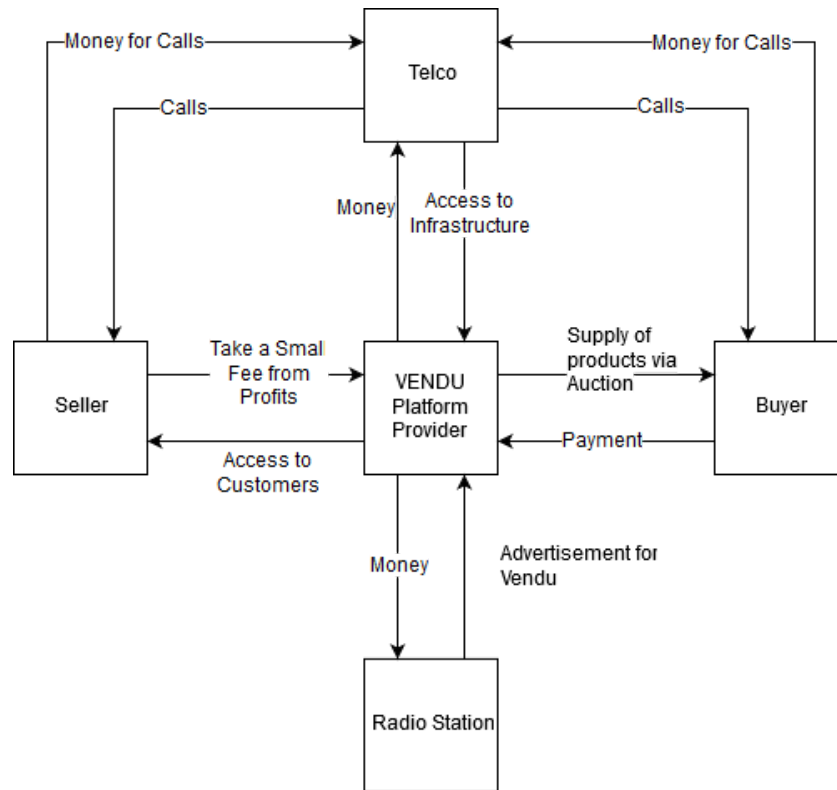 Money for Calls
Telco
Money for Calls
Calls
Calls
Money
Access to
Infrastructure
Seller
Take a Small
Fee from
Profits
VENDU
Platform
Provider
Supply of
products via
Auction
Buyer
Access to
Customers
Payment
Money
Advertisement for
Vendu
Radio Station